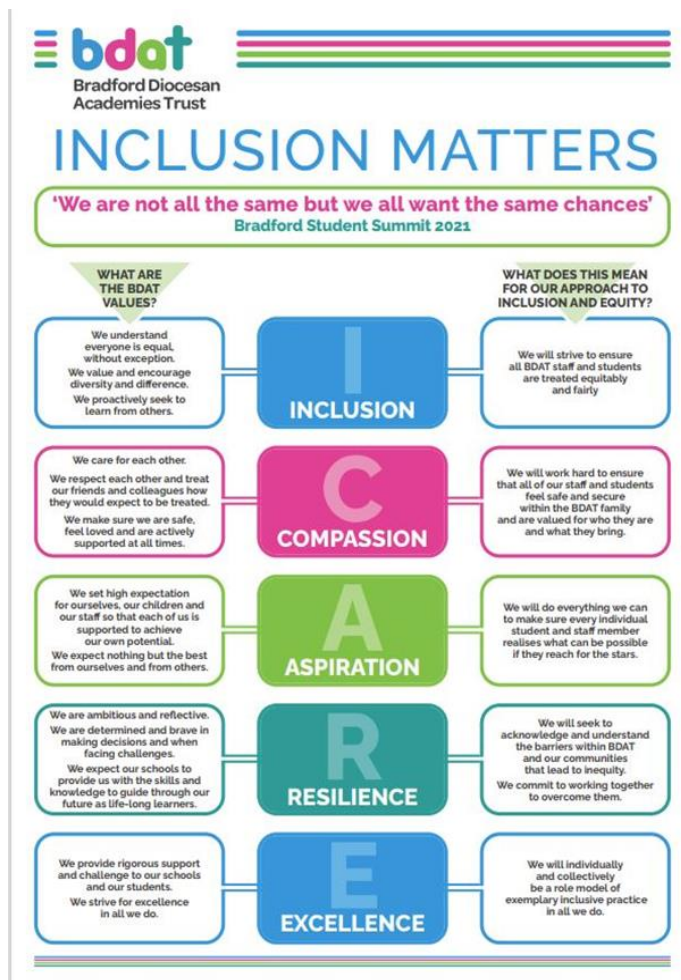 bdat
Bradford Diocesan
Academies Trust
INCLUSION MATTERS
‘We are not all the same but we all want the same chances’
Bradford Student Summit 2021
WHAT ARE
THE BDAT
VALUES?
WHAT DOES THIS MEAN
FOR OUR APPROACH TO
INCLUSION AND EQUITY?
We understand
everyone is equal,
without exception.
We value and encourage
diversity and difference.
We proactively seek to
learn from others.
I
INCLUSION
We will strive to ensure
all BDAT staff and students
are treated equitably
and fairly
We care for each other.
We respect each other and treat
our friends and colleagues how
they would expect to be treated.
We make sure we are safe,
feel loved and are actively
supported at all times.
C
COMPASSION
We will work hard to ensure
that all of our staff and students
feel safe and secure
within the BDAT family
and are valued for who they are
and what they bring.
We set high expectation
for ourselves, our children and
our staff so that each of us is
supported to achieve
our own potential.
We expect nothing but the best
from ourselves and from others.
A
ASPIRATION
We will do everything we can
to make sure every individual
student and staff member
realises what can be possible
if they reach for the stars.
We are ambitious and reflective.
We are determined and brave in
making decisions and when
facing challenges.
We expect our schools to
provide us with the skills and
knowledge to guide through our
future as life-long learners.
R
RESILIENCE
We will seek to
acknowledge and understand
the barriers within BDAT
and our communities
that lead to inequity.
We commit to working together
to overcome them.
We provide rigorous support
and challenge to our schools
and our students.
We strive for excellence
in all we do.
E
EXCELLENCE
We will individually
and collectively
be a role model of
exemplary inclusive practice
in all we do.